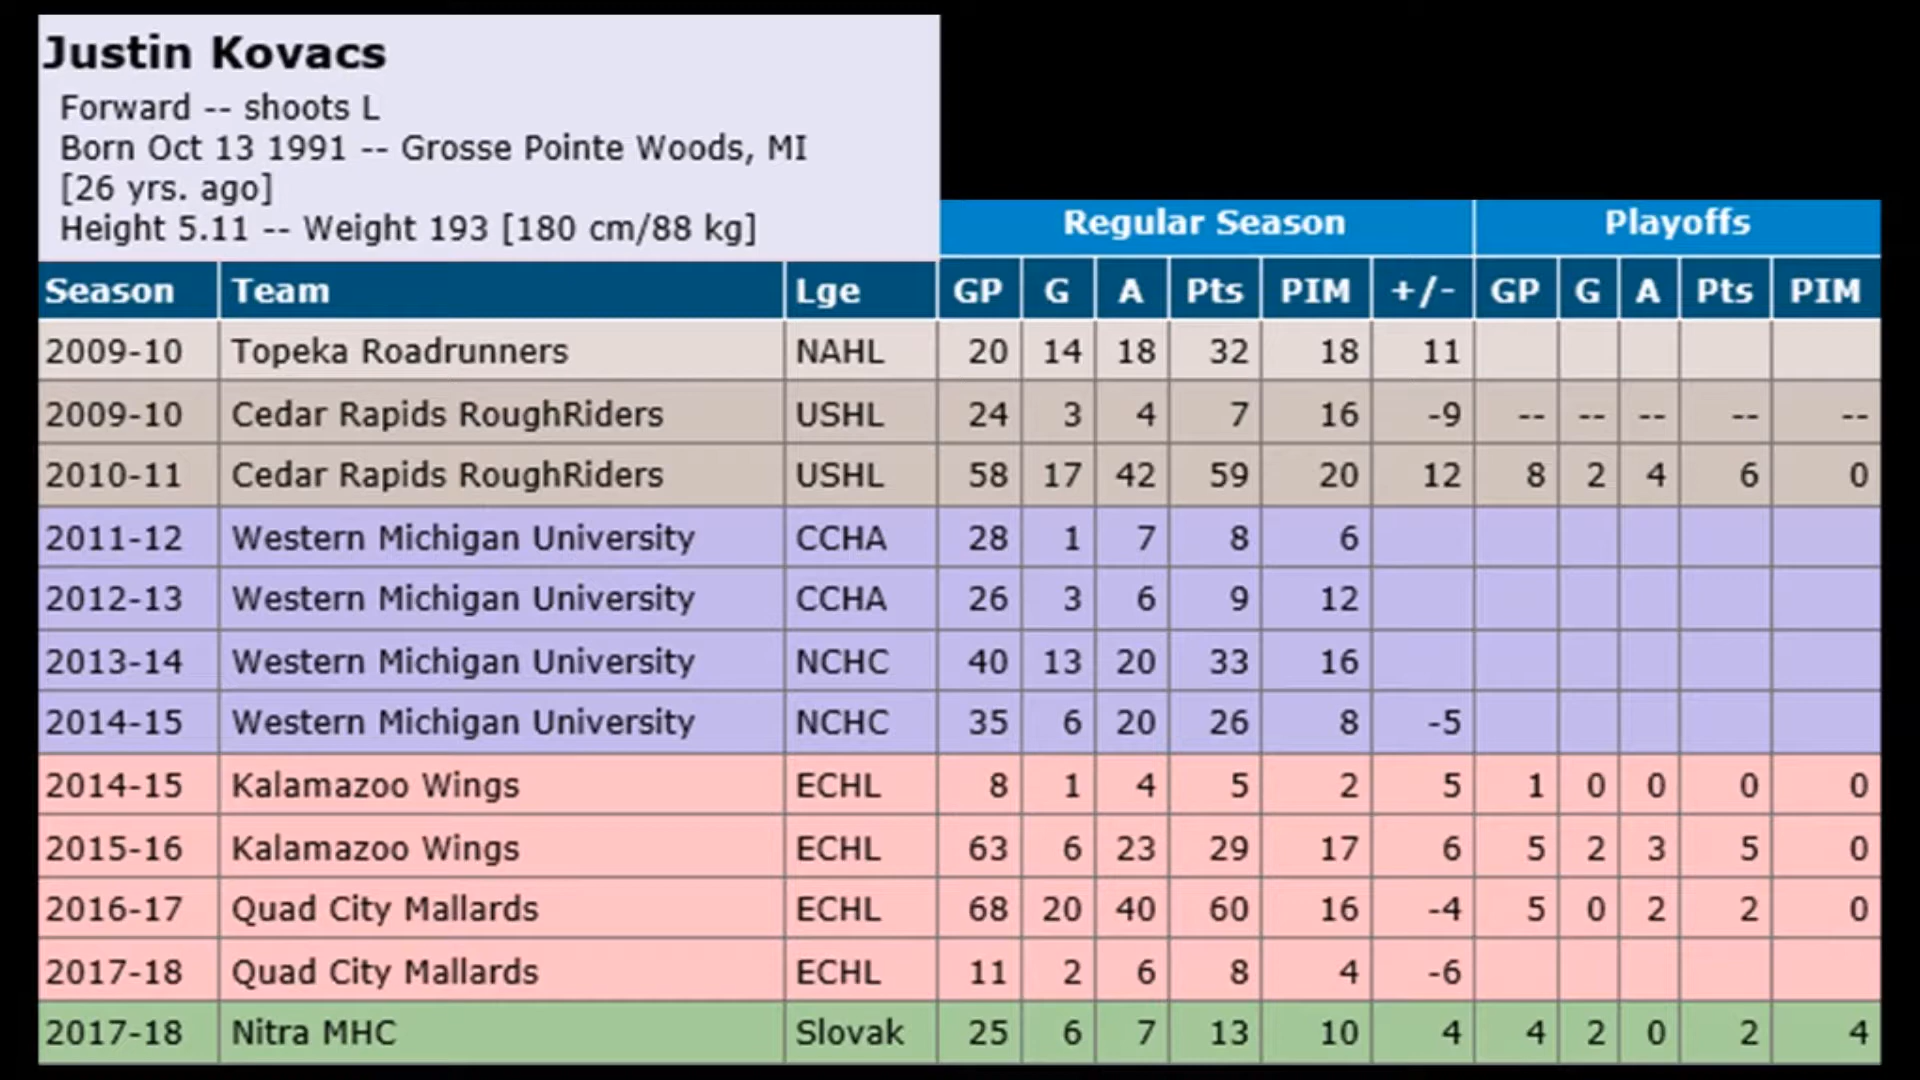 Justin Kovacs
Forward -- shoots L
Born Oct 13 1991 -- Grosse Pointe Woods, MI
[26 yrs. ago]
Height 5.11 -- Weight 193 [180 cm/88 kg]
Regular Season Playoffs
Season Team Lge GP G A Pts PIM +/- GP G A Pts PIM
2009-10 Topeka Roadrunners NAHL 20 14 18 32 18 11
2009-10 Cedar Rapids RoughRiders USHL 24 3 4 7 16 -9 -- -- -- -- --
2010-11 Cedar Rapids RoughRiders USHL 58 17 42 59 20 12 8 2 4 6 0
2011-12 Western Michigan University CCHA 28 1 7 8 6
2012-13 Western Michigan University CCHA 26 3 6 9 12
2013-14 Western Michigan University NCHC 40 13 20 33 16
2014-15 Western Michigan University NCHC 35 6 20 26 8 -5
2014-15 Kalamazoo Wings ECHL 8 1 4 5 2 5 1 0 0 0 0
2015-16 Kalamazoo Wings ECHL 63 6 23 29 17 6 5 2 3 5 0
2016-17 Quad City Mallards ECHL 68 20 40 60 16 -4 5 0 2 2 0
2017-18 Quad City Mallards ECHL 11 2 6 8 4 -6
2017-18 Nitra MHC Slovak 25 6 7 13 10 4 4 2 0 2 4